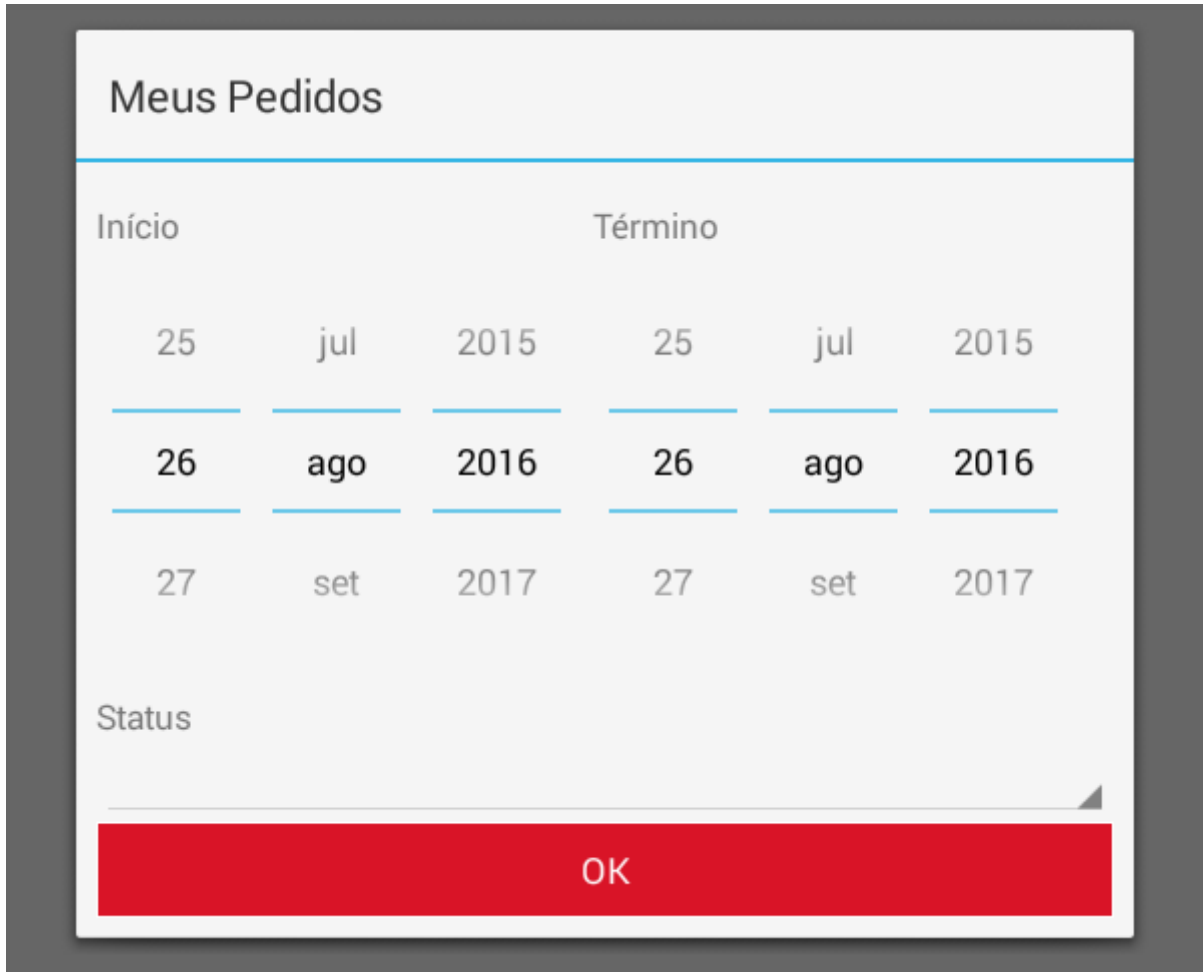 Meus Pedidos
Início Término
25 jul 2015 25 jul 2015
26 ago 2016 26 ago 2016
27 set 2017 27 set 2017
Status
OK